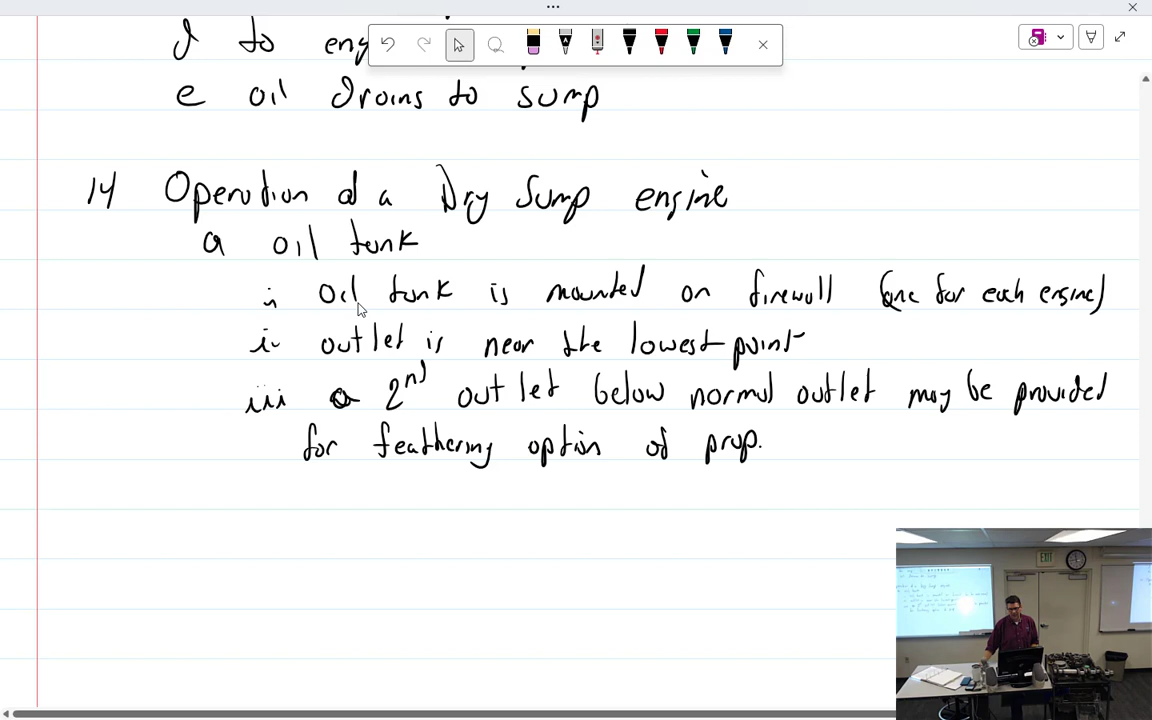 d to eng
e oil drains to sump
14 Operation of a Dry Sump engine
a oil tank
i. oil tank is mounted on firewall (one for each engine)
ii outlet is near the lowest point
iii a 2nd outlet below normal outlet may be provided
for feathering option of prop.
EXIT